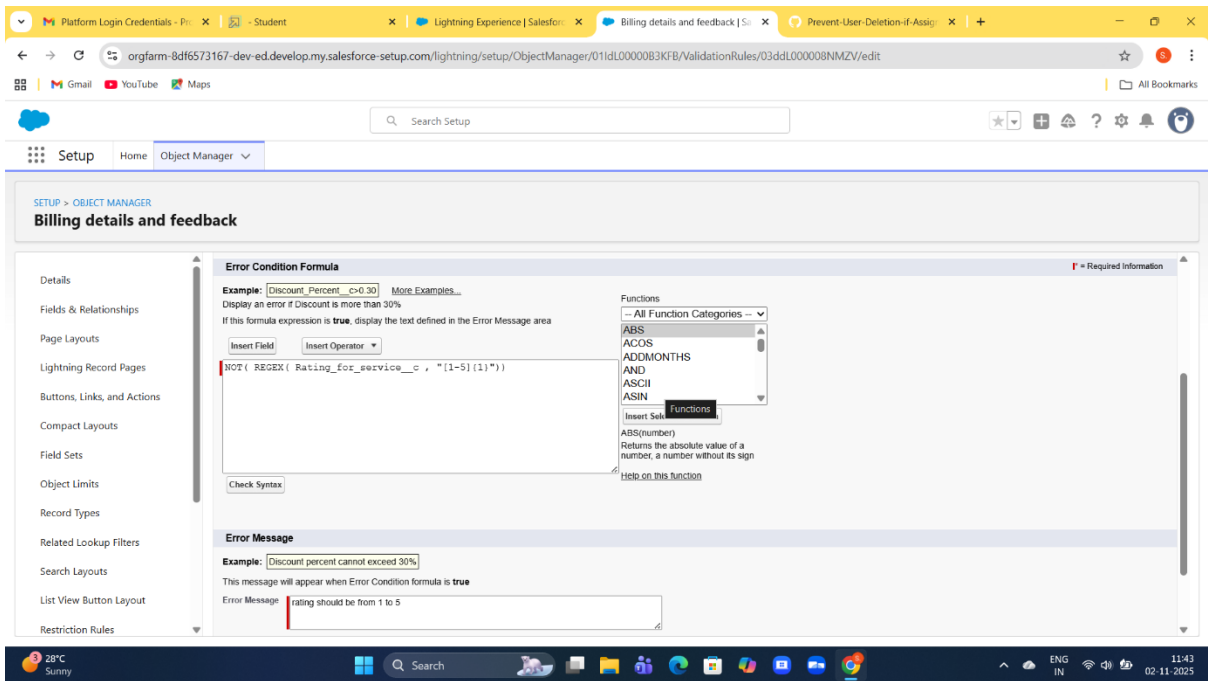 Platform Login Credentials - Pr
- Student
Lightning Experience | Salesforc
Billing details and feedback | Sa
Prevent-User-Deletion-if-Assig
orgfarm-8df6573167-dev-ed.develop.my.salesforce-setup.com/lightning/setup/ObjectManager/01IdL00000B3KFB/ValidationRules/03ddL000008NMZV/edit
S
Gmail
YouTube
Maps
All Bookmarks
Search Setup
Setup
Home
Object Manager
SETUP > OBJECT MANAGER
Billing details and feedback
Details
Fields & Relationships
Page Layouts
Lightning Record Pages
Buttons, Links, and Actions
Compact Layouts
Field Sets
Object Limits
Record Types
Related Lookup Filters
Search Layouts
List View Button Layout
Restriction Rules
Error Condition Formula
= Required Information
Example: Discount_Percent__c>0.30 More Examples...
Display an error if Discount is more than 30%
If this formula expression is true, display the text defined in the Error Message area
Insert Field
Insert Operator
NOT( REGEX( Rating_for_service__c , "[1-5]{1}"))
Check Syntax
Functions
-- All Function Categories --
ABS
ACOS
ADDMONTHS
AND
ASCII
ASIN
Functions
Insert Sele
ABS(number)
Returns the absolute value of a
number, a number without its sign
Help on this function
Error Message
Example: Discount percent cannot exceed 30%
This message will appear when Error Condition formula is true
Error Message
rating should be from 1 to 5
3
28°C
Sunny
Search
ENG
IN
11:43
02-11-2025